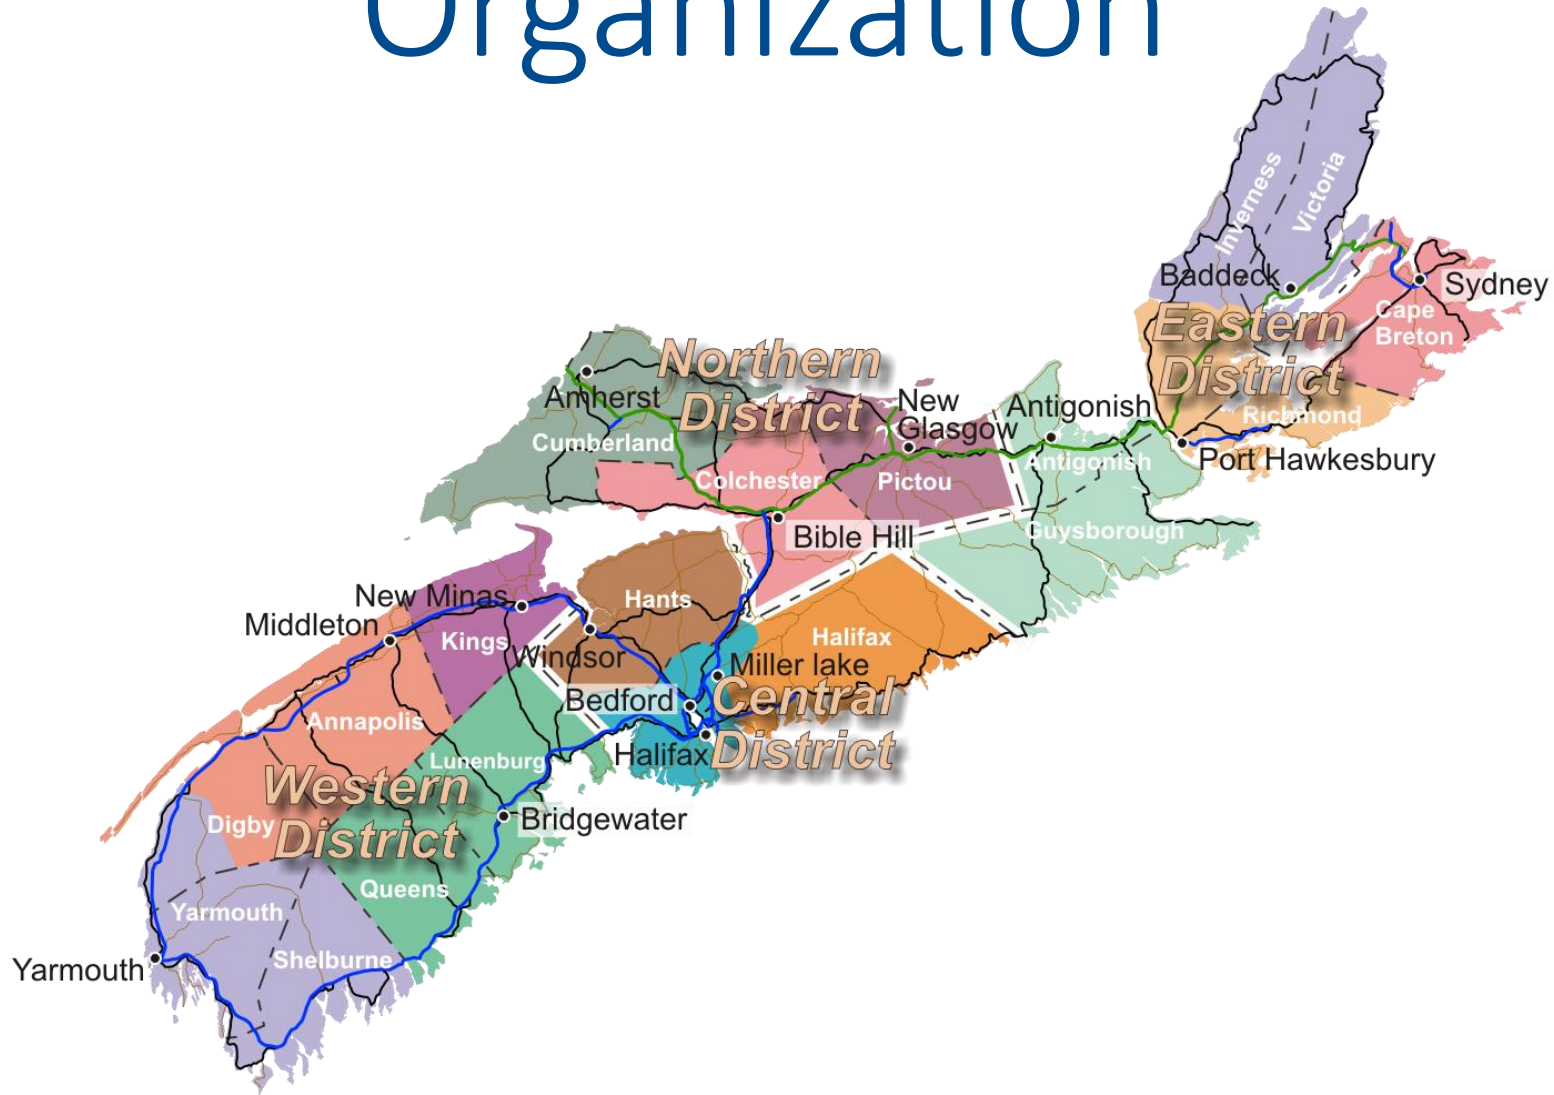 Organization
Inverness
Victoria
Baddeck
Sydney
Eastern
District
Cape
Breton
Northern
District
Amherst
New
Glasgow
Antigonish
Richmond
Cumberland
Port Hawkesbury
Antigonish
Colchester
Pictou
Bible Hill
Guysborough
New Minas
Hants
Middleton
Kings
Windsor
Halifax
Miller lake
Bedford
Central
District
Annapolis
Halifax
Lunenburg
Western
District
Digby
Bridgewater
Queens
Yarmouth
Shelburne
Yarmouth